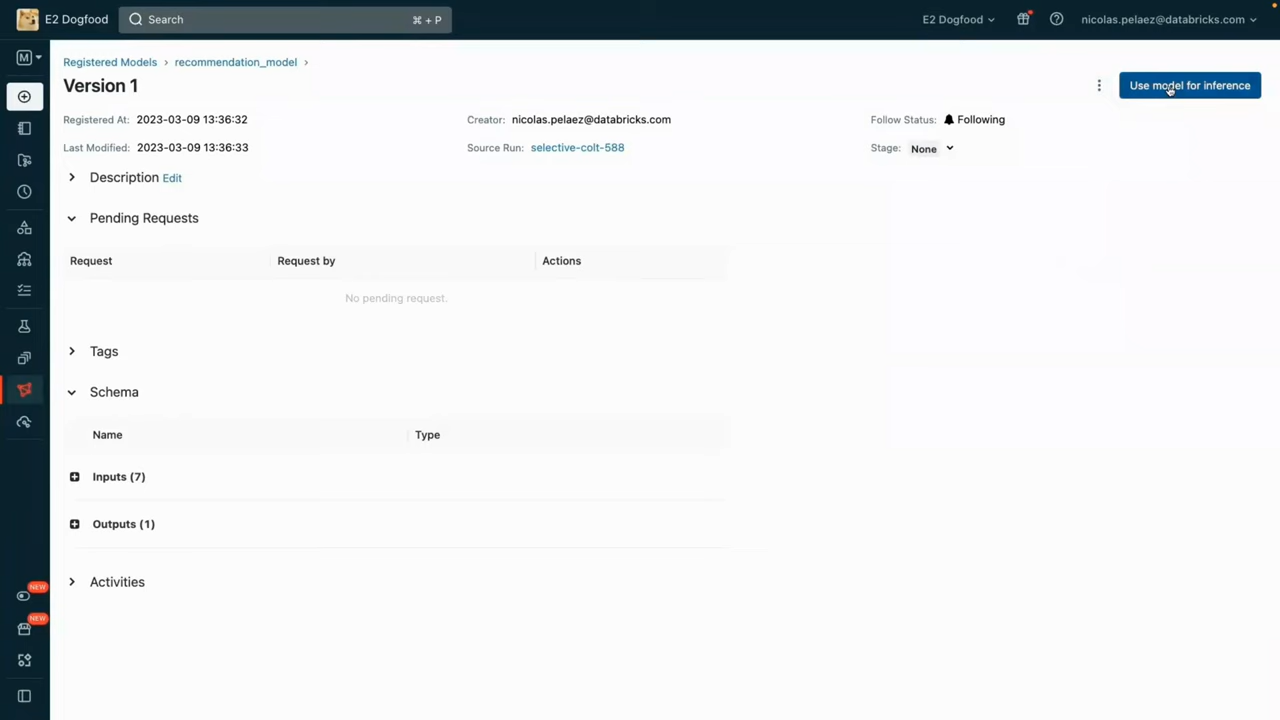 E2 Dogfood
Search
⌘ + P
E2 Dogfood
nicolas.pelaez@databricks.com
M
Registered Models › recommendation_model ›
Version 1
Use model for inference
Registered At: 2023-03-09 13:36:32
Creator: nicolas.pelaez@databricks.com
Follow Status: Following
Last Modified: 2023-03-09 13:36:33
Source Run: selective-colt-588
Stage: None
Description Edit
Pending Requests
Request
Request by
Actions
No pending request.
Tags
Schema
Name
Type
Inputs (7)
Outputs (1)
Activities
NEW
NEW